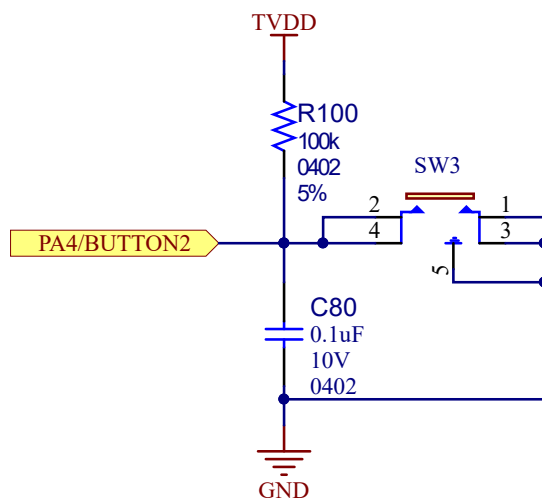 TVDD
R100
100k
0402
5%
SW3
2
1
PA4/BUTTON2
4
3
5
C80
0.1uF
10V
0402
GND